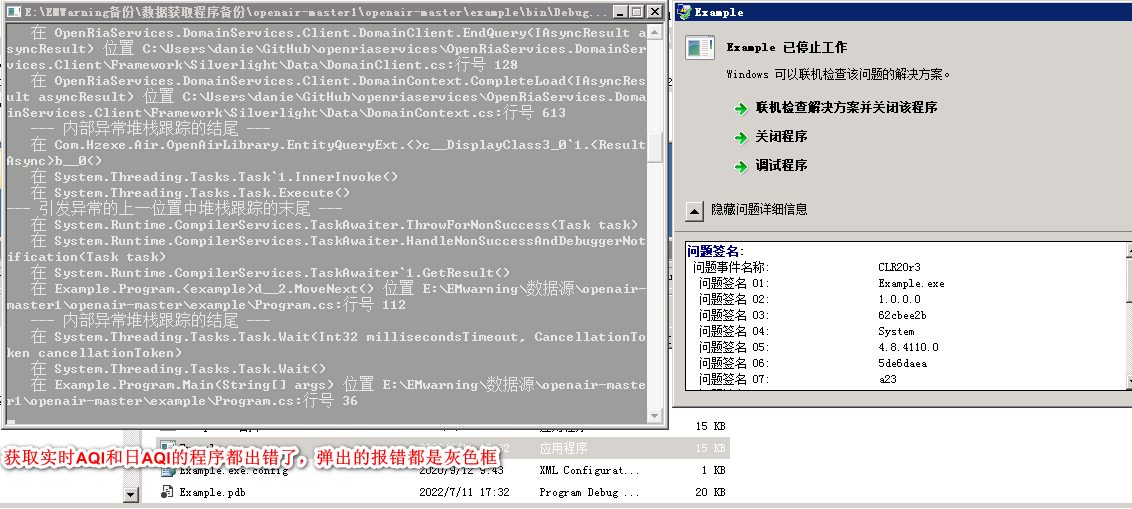 E:\EMWarning备份\数据获取程序备份\openair-master1\openair-master\example\bin\Debug...
在 OpenRiaServices.DomainServices.Client.DomainClient.EndQuery(IAsyncResult a
syncResult) 位置 C:\Users\danie\GitHub\openriaservices\OpenRiaServices.DomainSer
vices.Client\Framework\Silverlight\Data\DomainClient.cs:行号 128
在 OpenRiaServices.DomainServices.Client.DomainContext.CompleteLoad(IAsyncRes
ult asyncResult) 位置 C:\Users\danie\GitHub\openriaservices\OpenRiaServices.Doma
inServices.Client\Framework\Silverlight\Data\DomainContext.cs:行号 613
--- 内部异常堆栈跟踪的结尾 ---
在 Com.Hzexe.Air.OpenAirLibrary.EntityQueryExt.<>c__DisplayClass3_0`1.<Result
Async>b__0()
在 System.Threading.Tasks.Task`1.InnerInvoke()
在 System.Threading.Tasks.Task.Execute()
--- 引发异常的上一位置中堆栈跟踪的末尾 ---
在 System.Runtime.CompilerServices.TaskAwaiter.ThrowForNonSuccess(Task task)
在 System.Runtime.CompilerServices.TaskAwaiter.HandleNonSuccessAndDebuggerNot
ification(Task task)
在 System.Runtime.CompilerServices.TaskAwaiter`1.GetResult()
在 Example.Program.<example>d__2.MoveNext() 位置 E:\EMwarning\数据源\openair-
master1\openair-master\example\Program.cs:行号 112
--- 内部异常堆栈跟踪的结尾 ---
在 System.Threading.Tasks.Task.Wait(Int32 millisecondsTimeout, CancellationTo
ken cancellationToken)
在 System.Threading.Tasks.Task.Wait()
在 Example.Program.Main(String[] args) 位置 E:\EMwarning\数据源\openair-maste
r1\openair-master\example\Program.cs:行号 36
Example
Example 已停止工作
Windows 可以联机检查该问题的解决方案。
联机检查解决方案并关闭该程序
关闭程序
调试程序
隐藏问题详细信息
问题签名:
问题事件名称: CLR20r3
问题签名 01: Example.exe
问题签名 02: 1.0.0.0
问题签名 03: 62cbee2b
问题签名 04: System
问题签名 05: 4.8.4110.0
问题签名 06: 5de6daea
问题签名 07: a23
15 KB
应用程序 15 KB
获取实时AQI和日AQI的程序都出错了，弹出的报错都是灰色框
Example.exe.config 2020/9/12 9:43 XML Configurat... 1 KB
Example.pdb 2022/7/11 17:32 Program Debug ... 20 KB